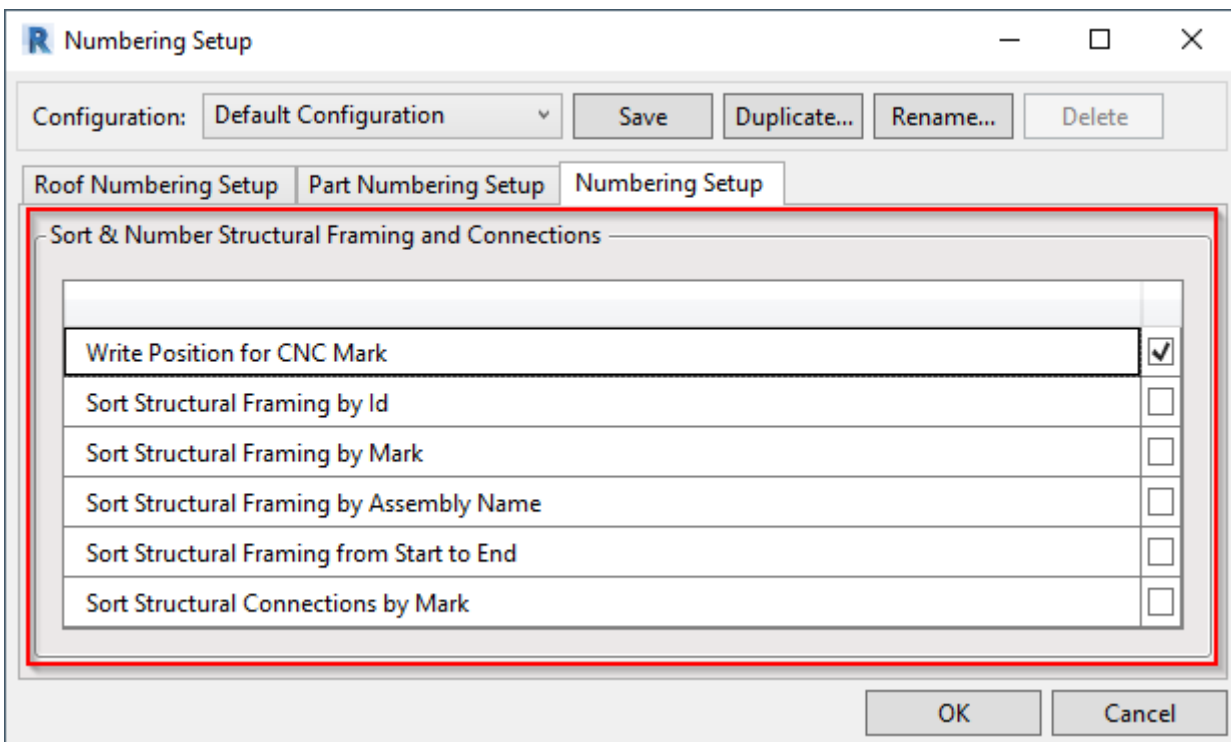 Numbering Setup
Configuration: Default Configuration Save Duplicate... Rename... Delete
Roof Numbering Setup Part Numbering Setup Numbering Setup
Sort & Number Structural Framing and Connections
Write Position for CNC Mark
Sort Structural Framing by Id
Sort Structural Framing by Mark
Sort Structural Framing by Assembly Name
Sort Structural Framing from Start to End
Sort Structural Connections by Mark
OK Cancel